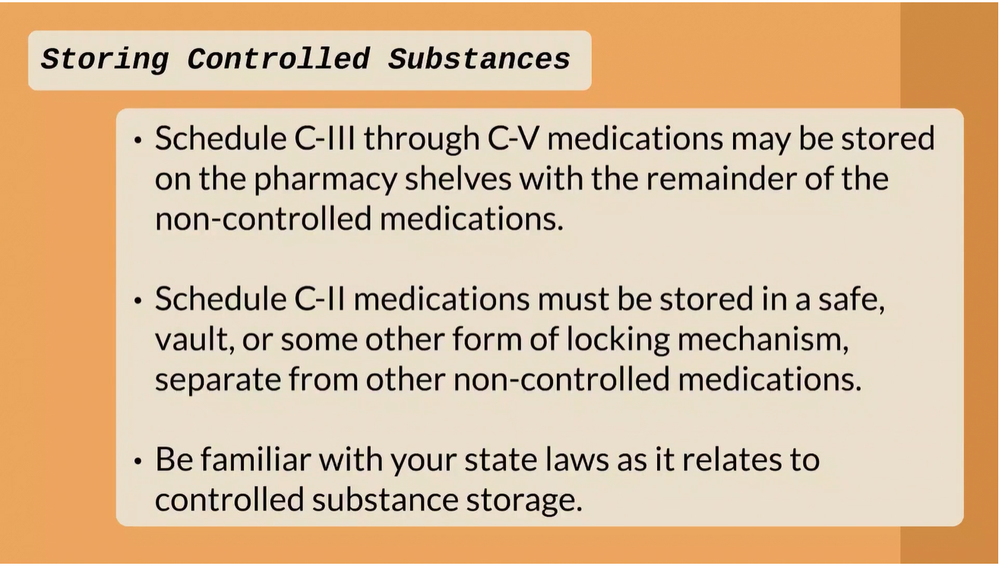 Storing Controlled Substances
• Schedule C-III through C-V medications may be stored
on the pharmacy shelves with the remainder of the
non-controlled medications.
• Schedule C-II medications must be stored in a safe,
vault, or some other form of locking mechanism,
separate from other non-controlled medications.
• Be familiar with your state laws as it relates to
controlled substance storage.